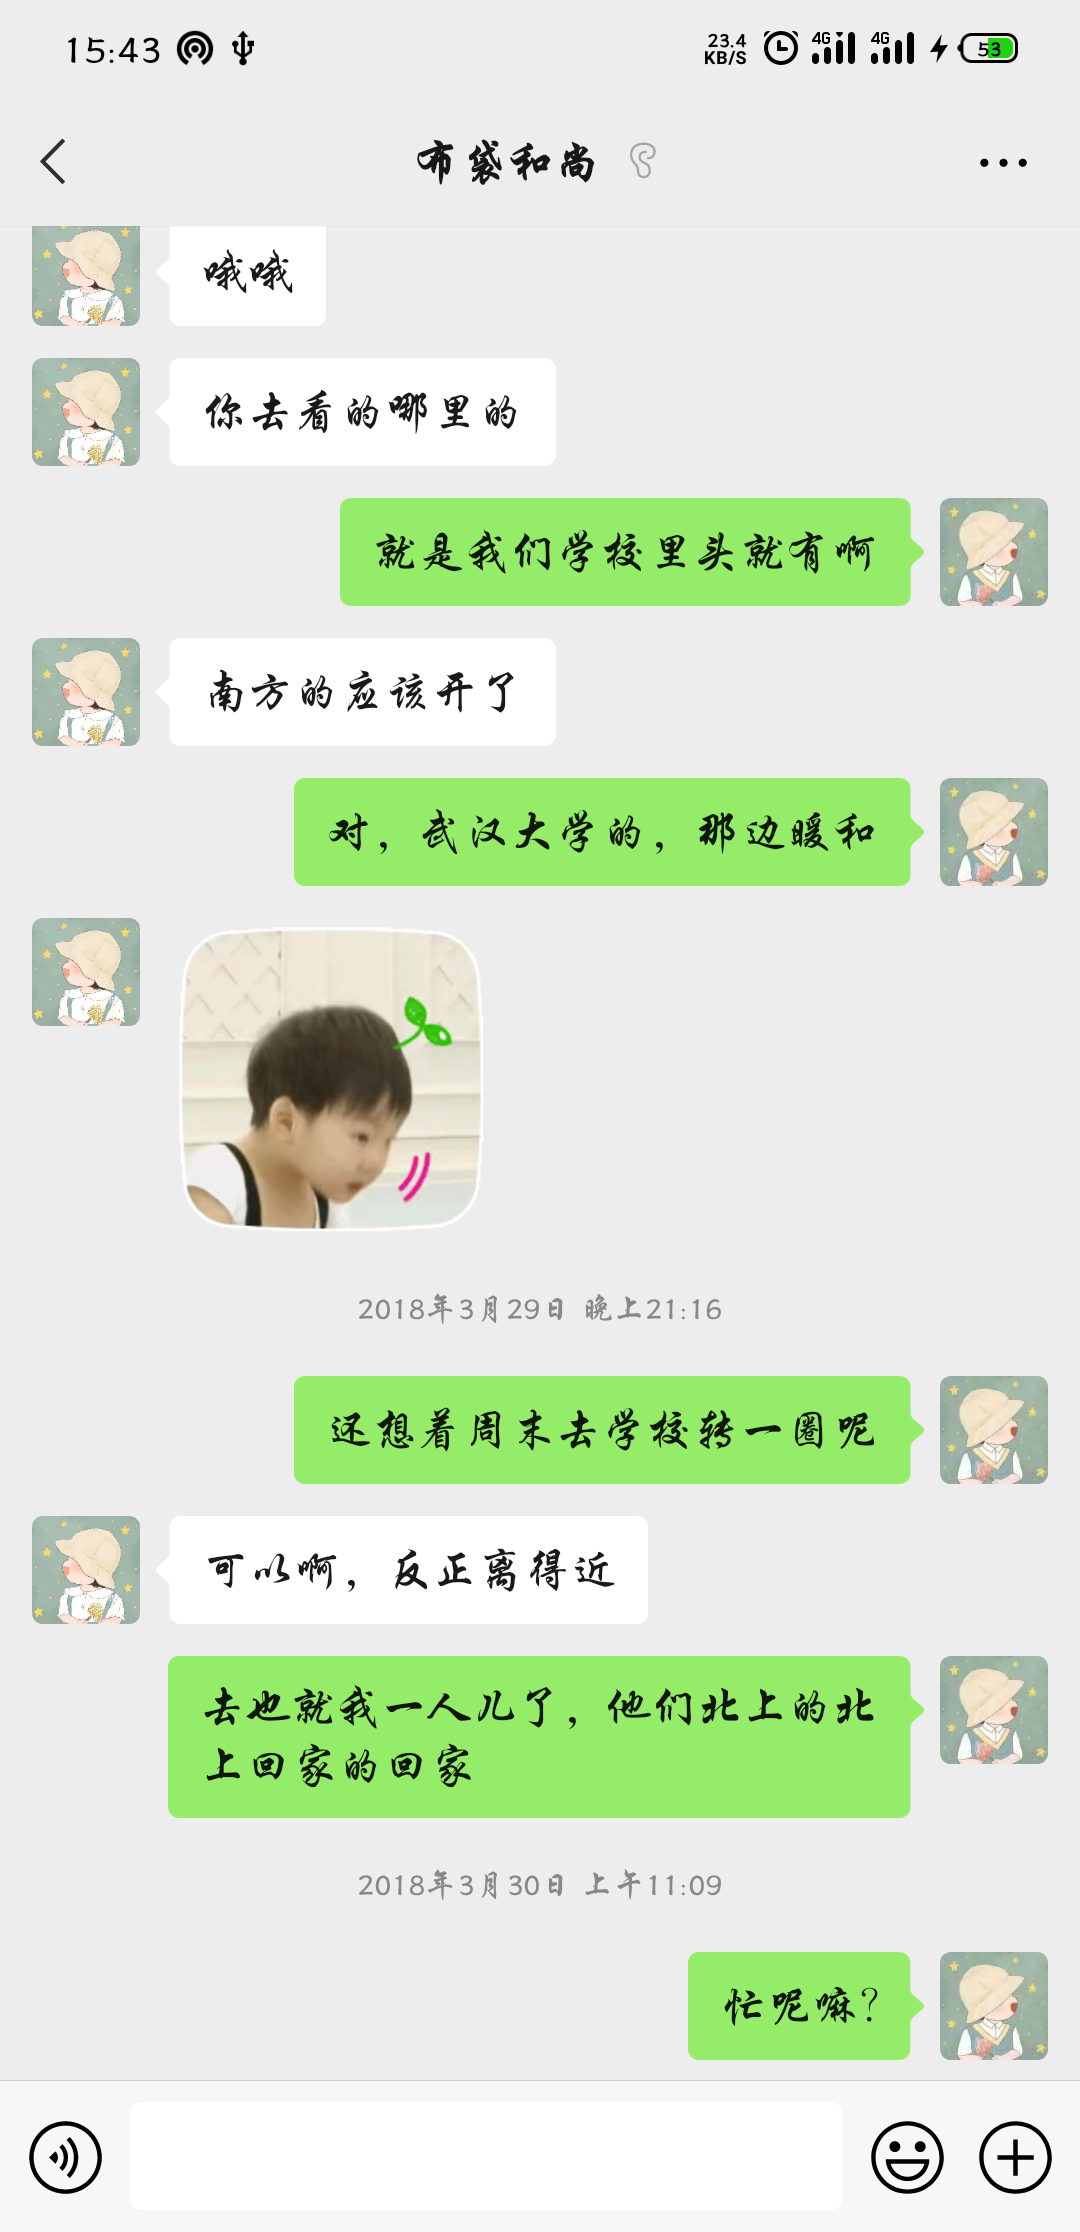 15:43
23.4
KB/S
4G
4G
53
布袋和尚
哦哦
你去看的哪里的
就是我们学校里头就有啊
南方的应该开了
对，武汉大学的，那边暖和
2018年3月29日 晚上21:16
还想着周末去学校转一圈呢
可以啊，反正离得近
去也就我一人儿了，他们北上的北
上回家的回家
2018年3月30日 上午11:09
忙呢嘛?